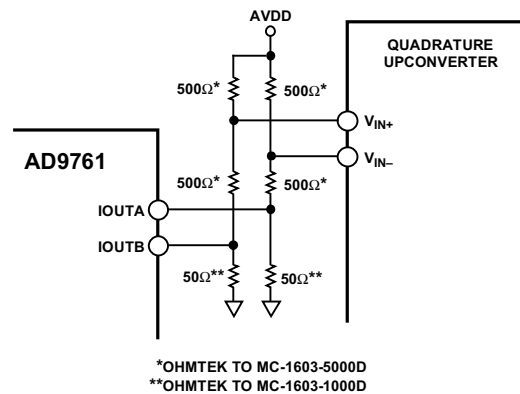 AVDD
QUADRATURE
UPCONVERTER
500Ω* 500Ω*
VIN+
AD9761
VIN–
500Ω* 500Ω*
IOUTA
IOUTB
50Ω** 50Ω**
*OHMTEK TO MC-1603-5000D
**OHMTEK TO MC-1603-1000D